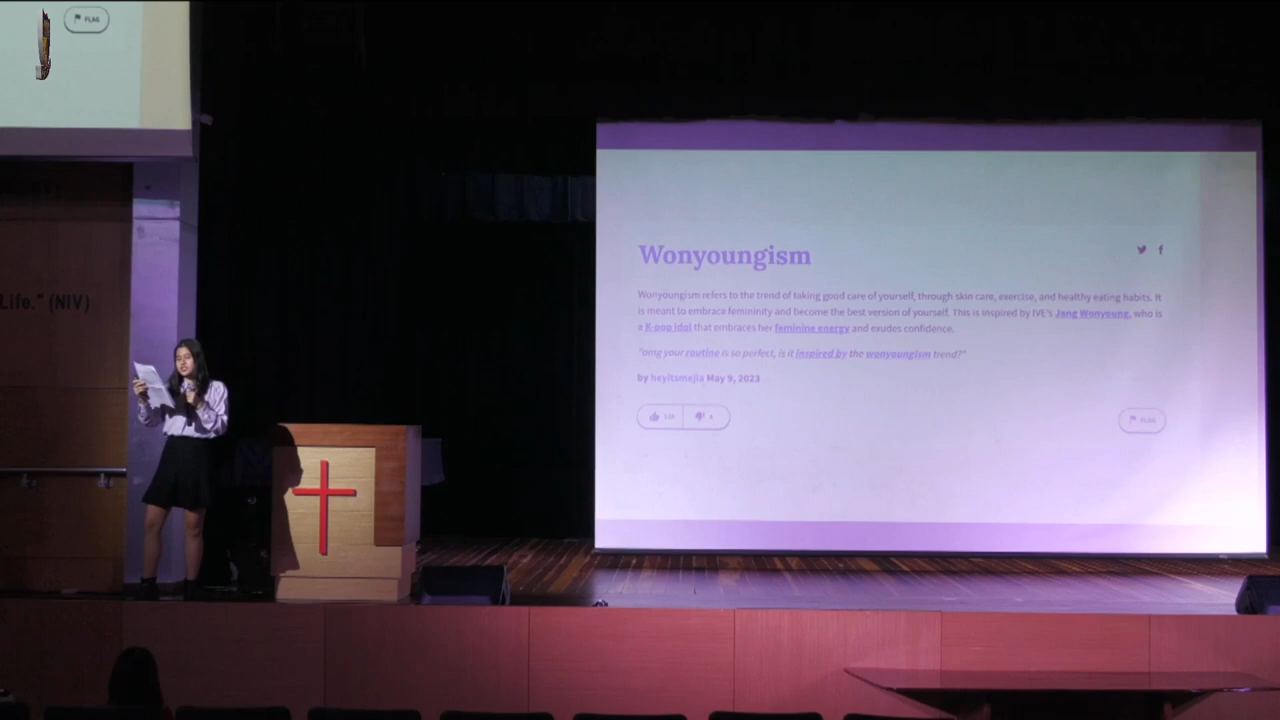 FLAG
Life." (NIV)
Wonyoungism
Wonyoungism refers to the trend of taking good care of yourself, through skin care, exercise, and healthy eating habits. It
is meant to embrace femininity and become the best version of yourself. This is inspired by IVE's Jang Wonyoung, who is
a K-pop idol that embraces her feminine energy and exudes confidence.
"omg your routine is so perfect, is it inspired by the wonyoungism trend?"
by heyitsmejia May 9, 2023
FLAG